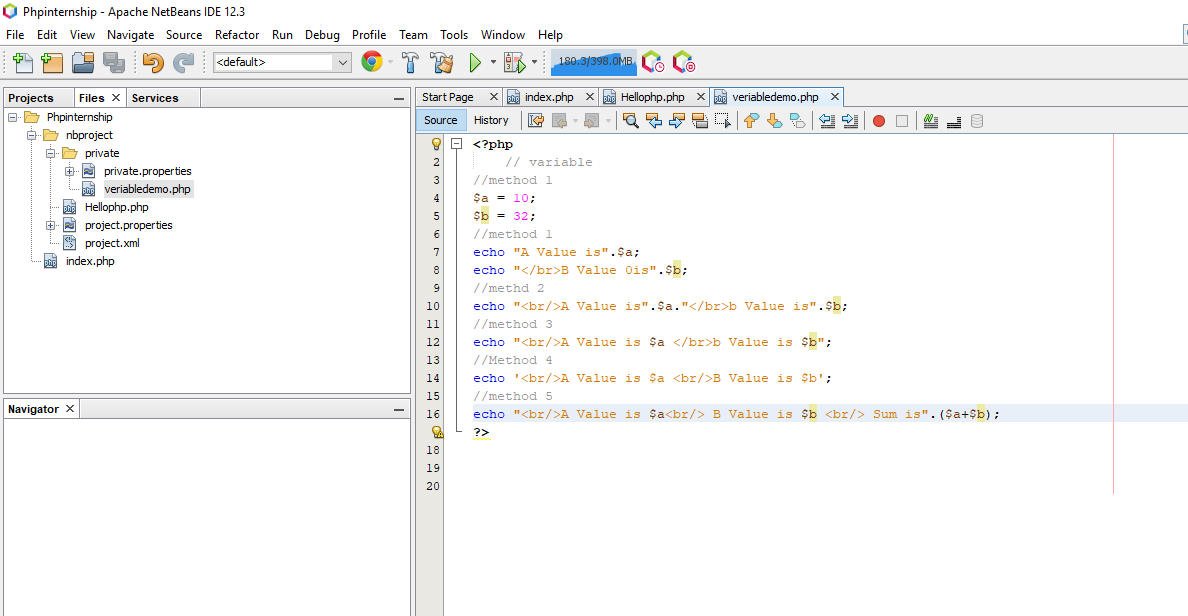 Phpinternship - Apache NetBeans IDE 12.3
File Edit View Navigate Source Refactor Run Debug Profile Team Tools Window Help
<default>
180.3/398.0MB
Projects Files Services
Phpinternship
nbproject
private
private.properties
veriabledemo.php
Hellophp.php
project.properties
project.xml
index.php
Navigator
Start Page index.php Hellophp.php veriabledemo.php
Source History
<?php
2 // variable
3 //method 1
4 $a = 10;
5 $b = 32;
6 //method 1
7 echo "A Value is".$a;
8 echo "</br>B Value 0is".$b;
9 //methd 2
10 echo "<br/>A Value is".$a."</br>b Value is".$b;
11 //method 3
12 echo "<br/>A Value is $a </br>b Value is $b";
13 //Method 4
14 echo '<br/>A Value is $a <br/>B Value is $b';
15 //method 5
16 echo "<br/>A Value is $a<br/> B Value is $b <br/> Sum is".($a+$b);
?>
18
19
20